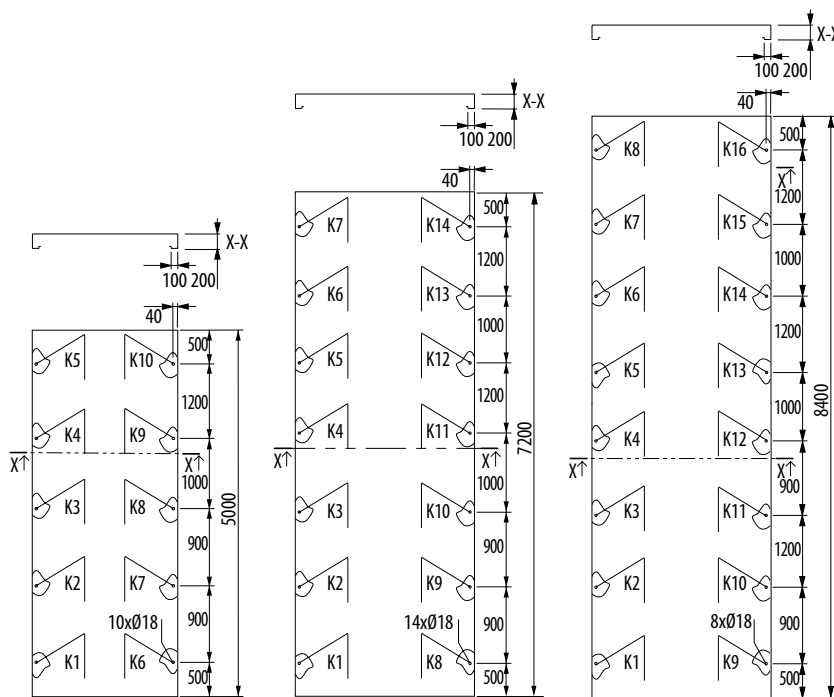 X-X
100 200
40
500
K5 K10
1200
K4 K9
X↑ X↑
1000
K3 K8
5000
900
K2 K7
10xØ18
900
K1 K6
500
X-X
100 200
40
500
K7 K14
1200
K6 K13
1000
K5 K12
1200
K4 K11
X↑ X↑
7200
1000
K3 K10
900
K2 K9
14xØ18
900
K1 K8
500
X-X
100 200
40
500
K8 K16
X↑
1200
K7 K15
1000
K6 K14
1200
K5 K13
8400
1000
K4 K12
X↑
900
K3 K11
1200
K2 K10
8xØ18
900
K1 K9
500